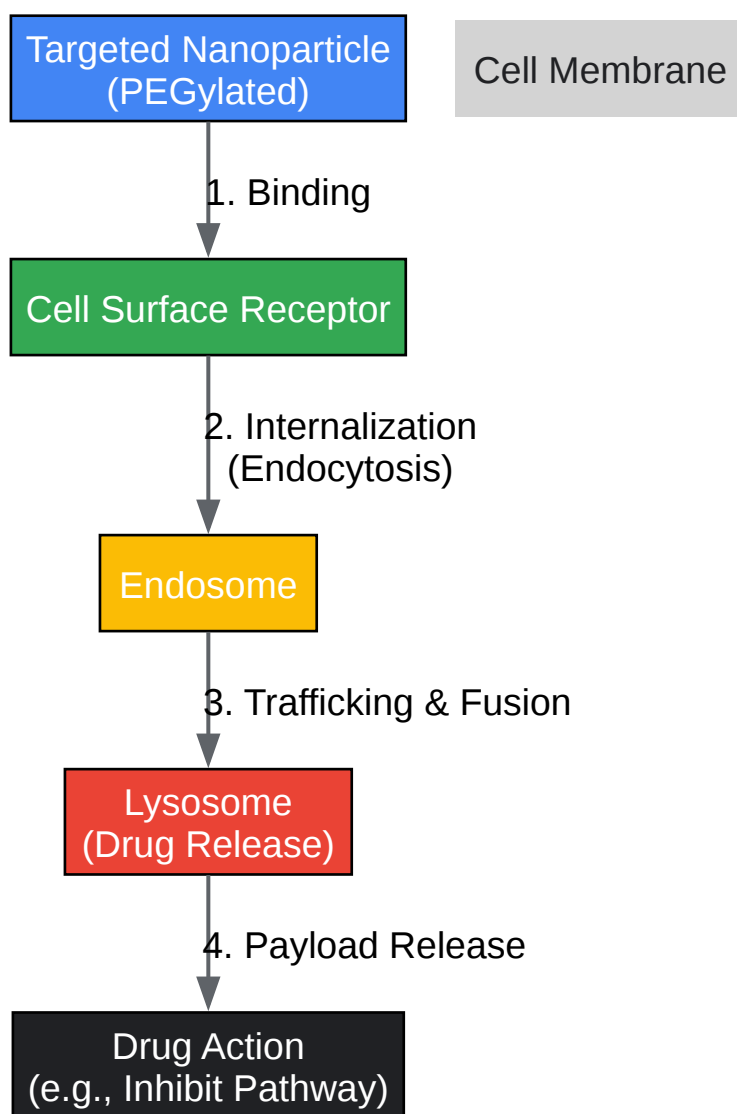 Targeted Nanoparticle
(PEGylated)
Cell Membrane
1. Binding
Cell Surface Receptor
2. Internalization
(Endocytosis)
Endosome
3. Trafficking & Fusion
Lysosome
(Drug Release)
4. Payload Release
Drug Action
(e.g., Inhibit Pathway)